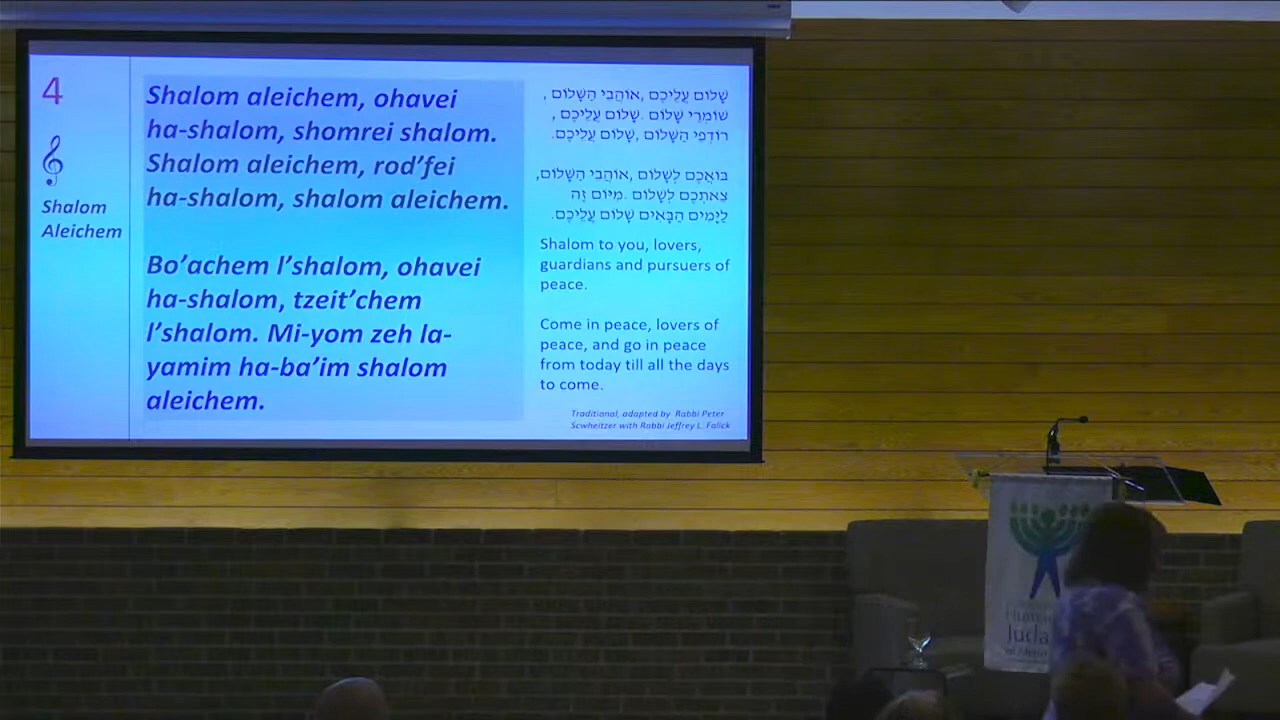 4
Shalom
Aleichem
Shalom aleichem, ohavei
ha-shalom, shomrei shalom.
Shalom aleichem, rod’fei
ha-shalom, shalom aleichem.
Bo’achem l’shalom, ohavei
ha-shalom, tzeit’chem
l’shalom. Mi-yom zeh la-
yamim ha-ba’im shalom
aleichem.
שָׁלוֹם עֲלֵיכֶם ,אוֹהֲבֵי הַשָּׁלוֹם ,
שׁוֹמְרֵי שָׁלוֹם .שָׁלוֹם עֲלֵיכֶם ,
רוֹדְפֵי הַשָּׁלוֹם ,שָׁלוֹם עֲלֵיכֶם.
בּוֹאֲכֶם לְשָׁלוֹם ,אוֹהֲבֵי הַשָּׁלוֹם,
צֵאתְכֶם לְשָׁלוֹם .מִיּוֹם זֶה
לַיָּמִים הַבָּאִים שָׁלוֹם עֲלֵיכֶם.
Shalom to you, lovers,
guardians and pursuers of
peace.
Come in peace, lovers of
peace, and go in peace
from today till all the days
to come.
Traditional, adapted by Rabbi Peter
Scwheitzer with Rabbi Jeffrey L. Falick